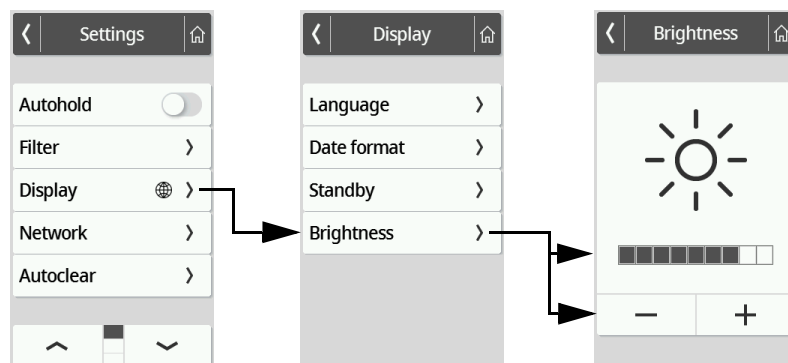 Settings
Autohold
Filter
Display
Network
Autoclear
Display
Language
Date format
Standby
Brightness
Brightness